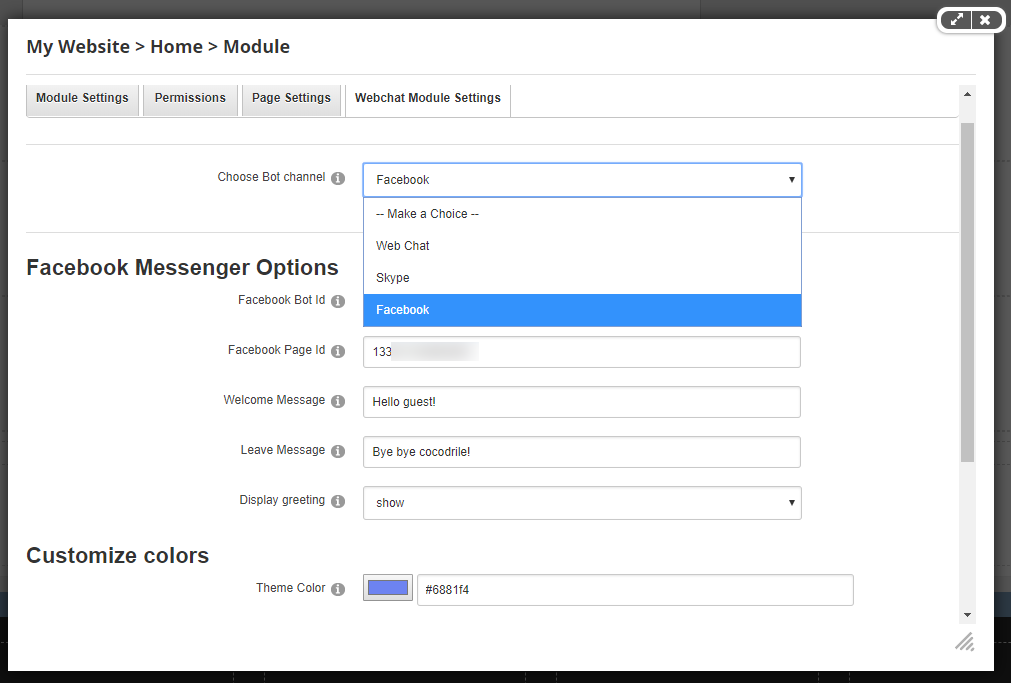 My Website > Home > Module
Module Settings Permissions Page Settings Webchat Module Settings
Choose Bot channel Facebook
-- Make a Choice --
Web Chat
Skype
Facebook
Facebook Messenger Options
Facebook Bot Id
Facebook Page Id 133
Welcome Message Hello guest!
Leave Message Bye bye cocodrile!
Display greeting show
Customize colors
Theme Color #6881f4